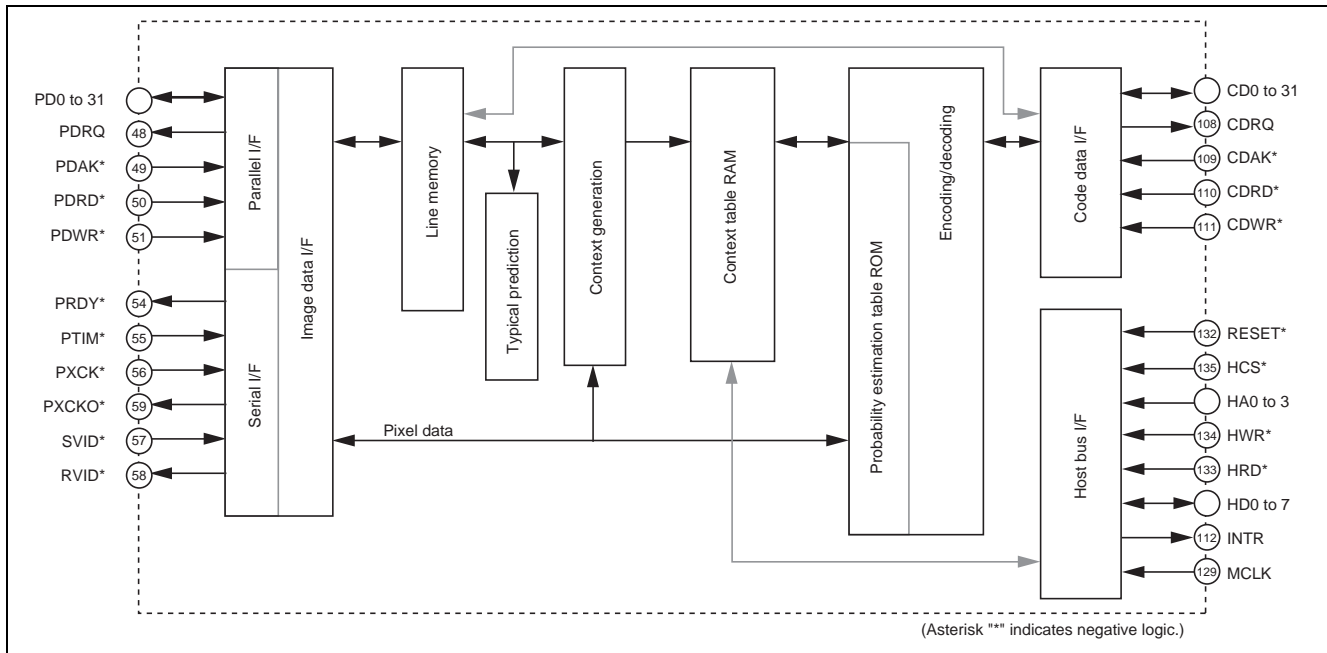 PD0 to 31
PDRQ
48
PDAK*
49
PDRD*
50
PDWR*
51
PRDY*
54
PTIM*
55
PXCK*
56
PXCKO*
59
SVID*
57
RVID*
58
Parallel I/F
Serial I/F
Image data I/F
Line memory
Typical prediction
Context generation
Context table RAM
Probability estimation table ROM
Encoding/decoding
Pixel data
Code data I/F
Host bus I/F
CD0 to 31
108
CDRQ
109
CDAK*
110
CDRD*
111
CDWR*
132
RESET*
135
HCS*
HA0 to 3
134
HWR*
133
HRD*
HD0 to 7
112
INTR
129
MCLK
(Asterisk "*" indicates negative logic.)